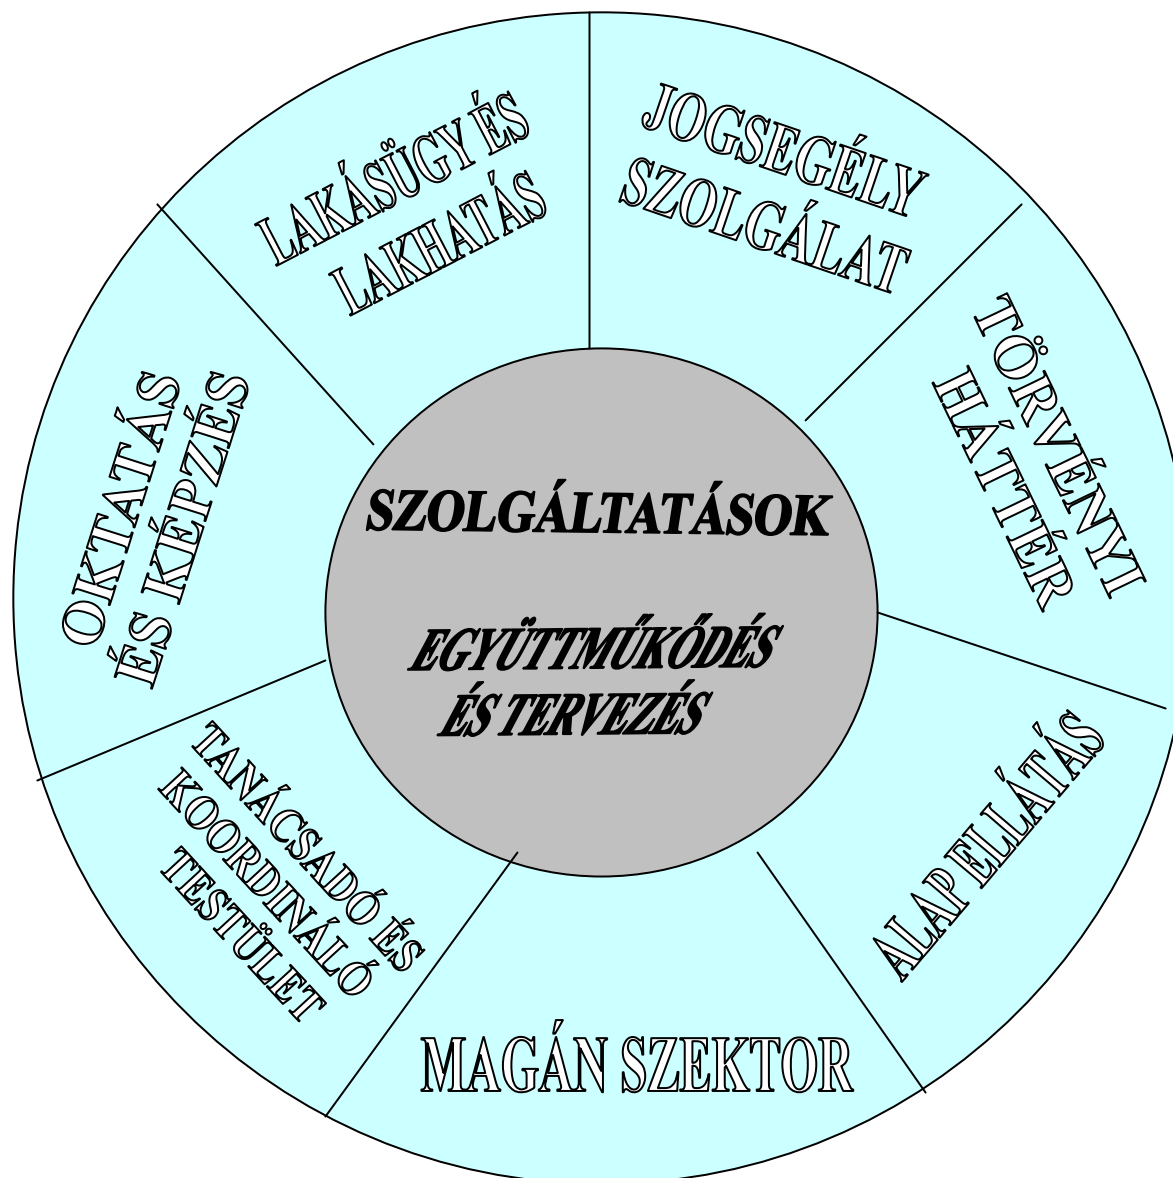 LAKÁSÜGY ÉS
LAKHATÁS
JOGSEGÉLY
SZOLGÁLAT
TÖRVÉNYI
HÁTTÉR
ALAP ELLÁTÁS
MAGÁN SZEKTOR
TANÁCSADÓ ÉS
KOORDINÁLÓ
TESTÜLET
OKTATÁS
ÉS KÉPZÉS
SZOLGÁLTATÁSOK
EGYÜTTMŰKŐDÉS
ÉS TERVEZÉS